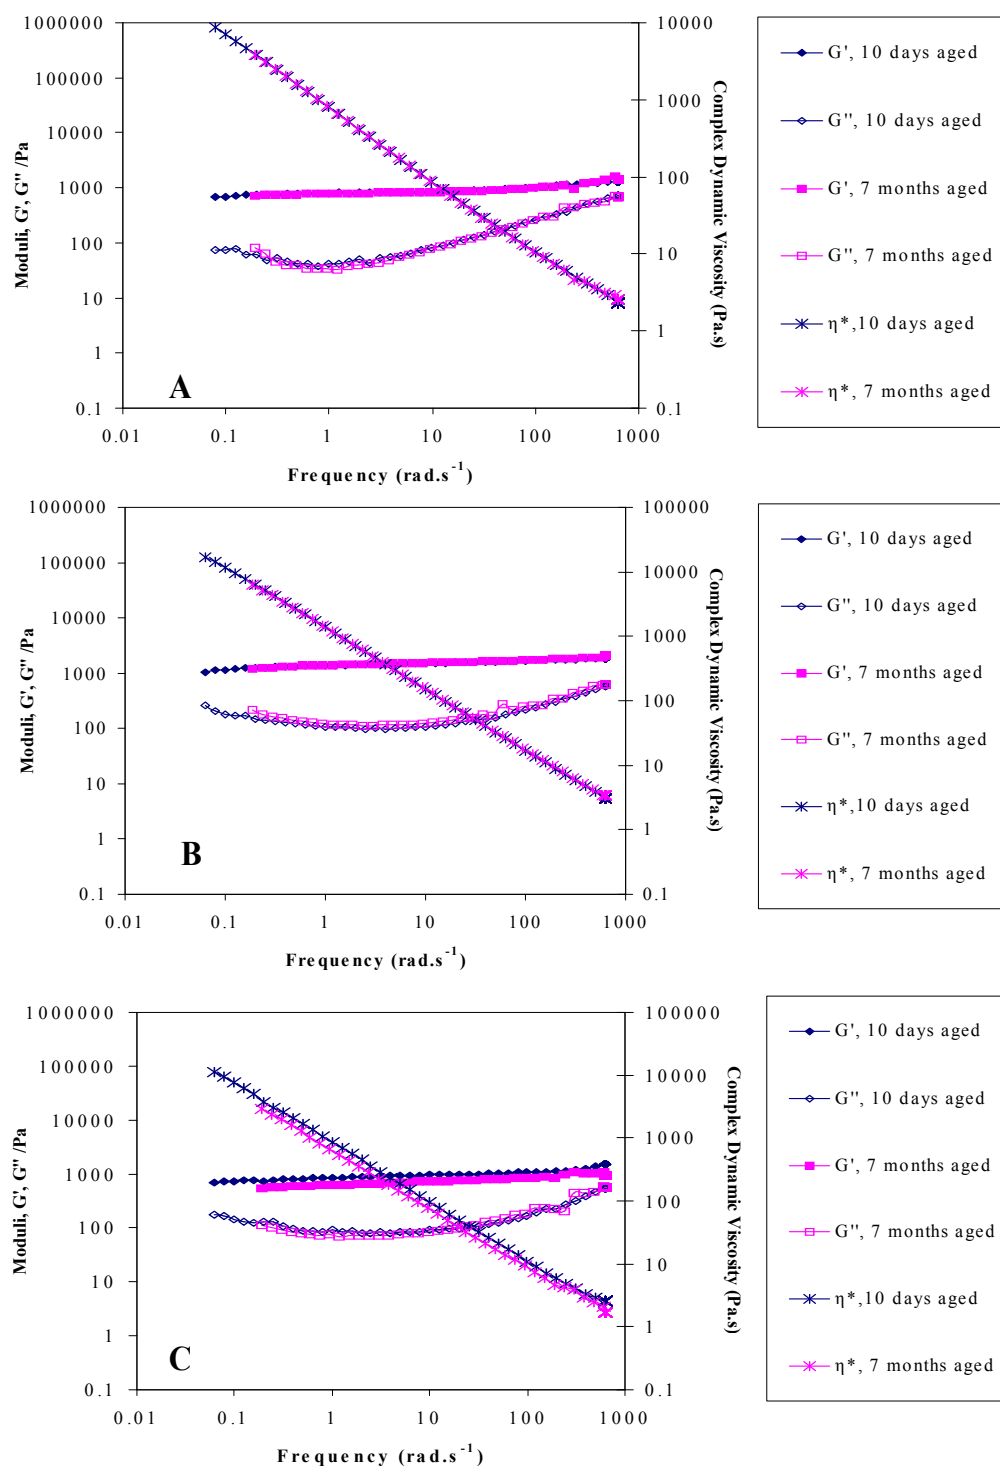 1000000
100000
10000
1000
100
10
1
0.1
Moduli, G', G'' /Pa
0.01 0.1 1 10 100 1000
Frequency (rad.s-1)
10000
1000
100
10
1
0.1
Complex Dynamic Viscosity (Pa.s)
A
G', 10 days aged
G'', 10 days aged
G', 7 months aged
G'', 7 months aged
η*,10 days aged
η*, 7 months aged
1000000
100000
10000
1000
100
10
1
0.1
Moduli, G', G'' /Pa
0.01 0.1 1 10 100 1000
Frequency (rad.s-1)
100000
10000
1000
100
10
1
0.1
Complex Dynamic Viscosity (Pa.s)
B
G', 10 days aged
G'', 10 days aged
G', 7 months aged
G'', 7 months aged
η*,10 days aged
η*, 7 months aged
1000000
100000
10000
1000
100
10
1
0.1
Moduli, G', G'' /Pa
0.01 0.1 1 10 100 1000
Frequency (rad.s-1)
100000
10000
1000
100
10
1
0.1
Complex Dynamic Viscosity (Pa.s)
C
G', 10 days aged
G'', 10 days aged
G', 7 months aged
G'', 7 months aged
η*,10 days aged
η*, 7 months aged